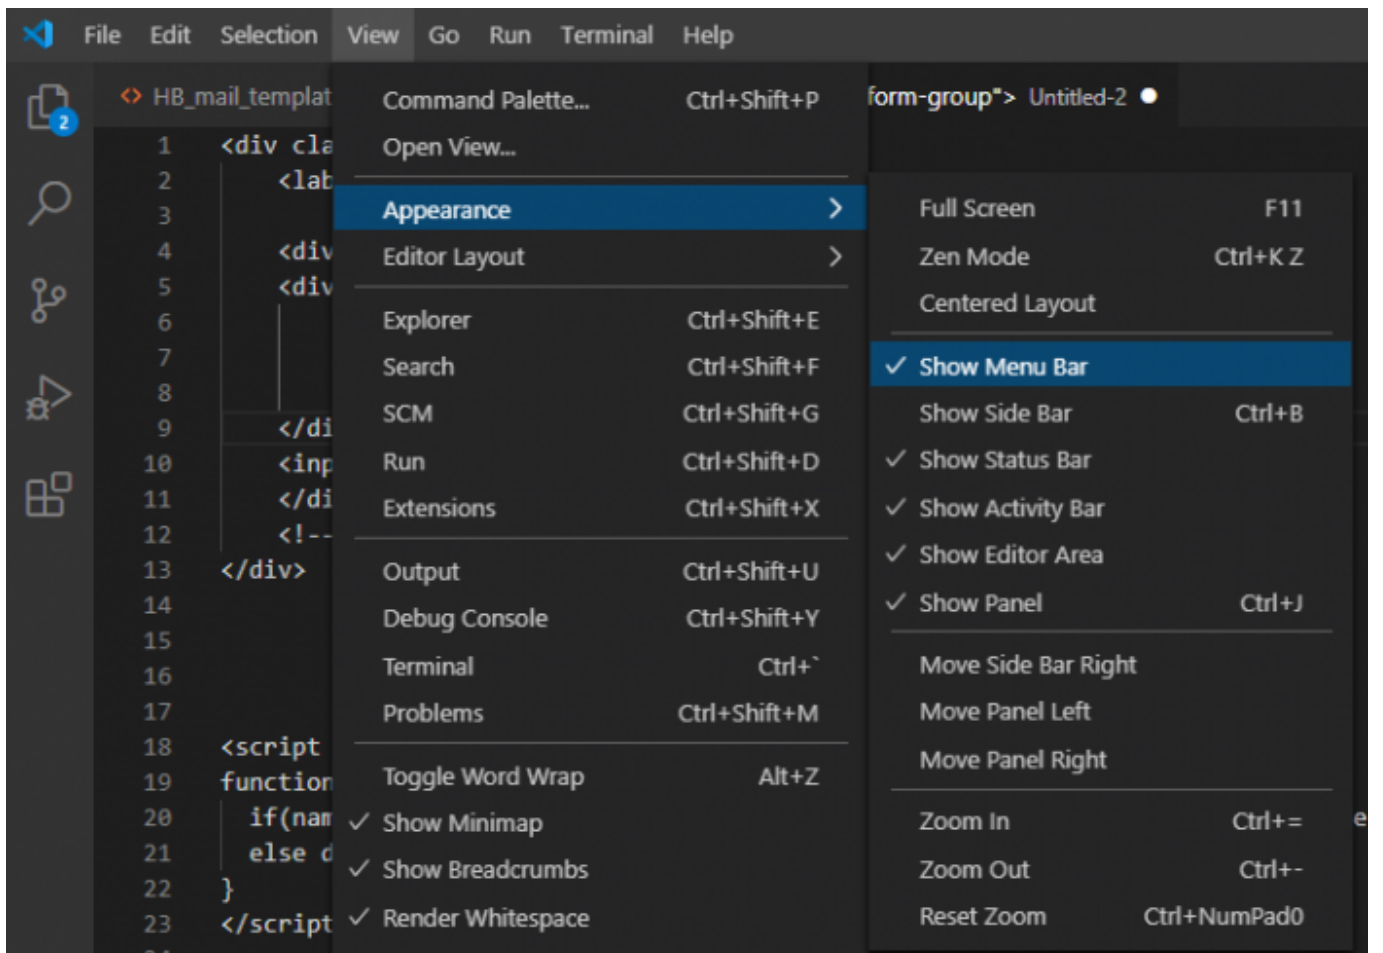 File Edit Selection View Go Run Terminal Help
2
<> HB_mail_templat
form-group"> Untitled-2 ●
1 <div cla
2 <lab
3
4 <div
5 <div
6
7
8
9 </di
10 <inp
11 </di
12 <!--
13 </div>
14
15
16
17
18 <script
19 function
20 if(nam
21 else d
22 }
23 </script
Command Palette... Ctrl+Shift+P
Open View...
Appearance >
Editor Layout >
Explorer Ctrl+Shift+E
Search Ctrl+Shift+F
SCM Ctrl+Shift+G
Run Ctrl+Shift+D
Extensions Ctrl+Shift+X
Output Ctrl+Shift+U
Debug Console Ctrl+Shift+Y
Terminal Ctrl+`
Problems Ctrl+Shift+M
Toggle Word Wrap Alt+Z
✓ Show Minimap
✓ Show Breadcrumbs
✓ Render Whitespace
Full Screen F11
Zen Mode Ctrl+K Z
Centered Layout
✓ Show Menu Bar
Show Side Bar Ctrl+B
✓ Show Status Bar
✓ Show Activity Bar
✓ Show Editor Area
✓ Show Panel Ctrl+J
Move Side Bar Right
Move Panel Left
Move Panel Right
Zoom In Ctrl+=
Zoom Out Ctrl+-
Reset Zoom Ctrl+NumPad0
e